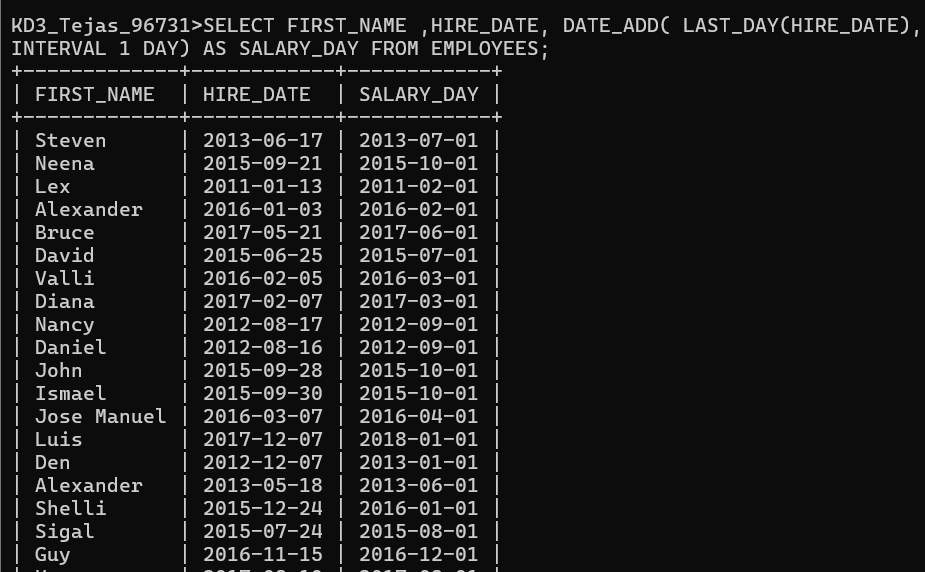 KD3_Tejas_96731>SELECT FIRST_NAME ,HIRE_DATE, DATE_ADD( LAST_DAY(HIRE_DATE),
INTERVAL 1 DAY) AS SALARY_DAY FROM EMPLOYEES;
+-------------+------------+------------+
| FIRST_NAME  | HIRE_DATE  | SALARY_DAY |
+-------------+------------+------------+
| Steven      | 2013-06-17 | 2013-07-01 |
| Neena       | 2015-09-21 | 2015-10-01 |
| Lex         | 2011-01-13 | 2011-02-01 |
| Alexander   | 2016-01-03 | 2016-02-01 |
| Bruce       | 2017-05-21 | 2017-06-01 |
| David       | 2015-06-25 | 2015-07-01 |
| Valli       | 2016-02-05 | 2016-03-01 |
| Diana       | 2017-02-07 | 2017-03-01 |
| Nancy       | 2012-08-17 | 2012-09-01 |
| Daniel      | 2012-08-16 | 2012-09-01 |
| John        | 2015-09-28 | 2015-10-01 |
| Ismael      | 2015-09-30 | 2015-10-01 |
| Jose Manuel | 2016-03-07 | 2016-04-01 |
| Luis        | 2017-12-07 | 2018-01-01 |
| Den         | 2012-12-07 | 2013-01-01 |
| Alexander   | 2013-05-18 | 2013-06-01 |
| Shelli      | 2015-12-24 | 2016-01-01 |
| Sigal       | 2015-07-24 | 2015-08-01 |
| Guy         | 2016-11-15 | 2016-12-01 |